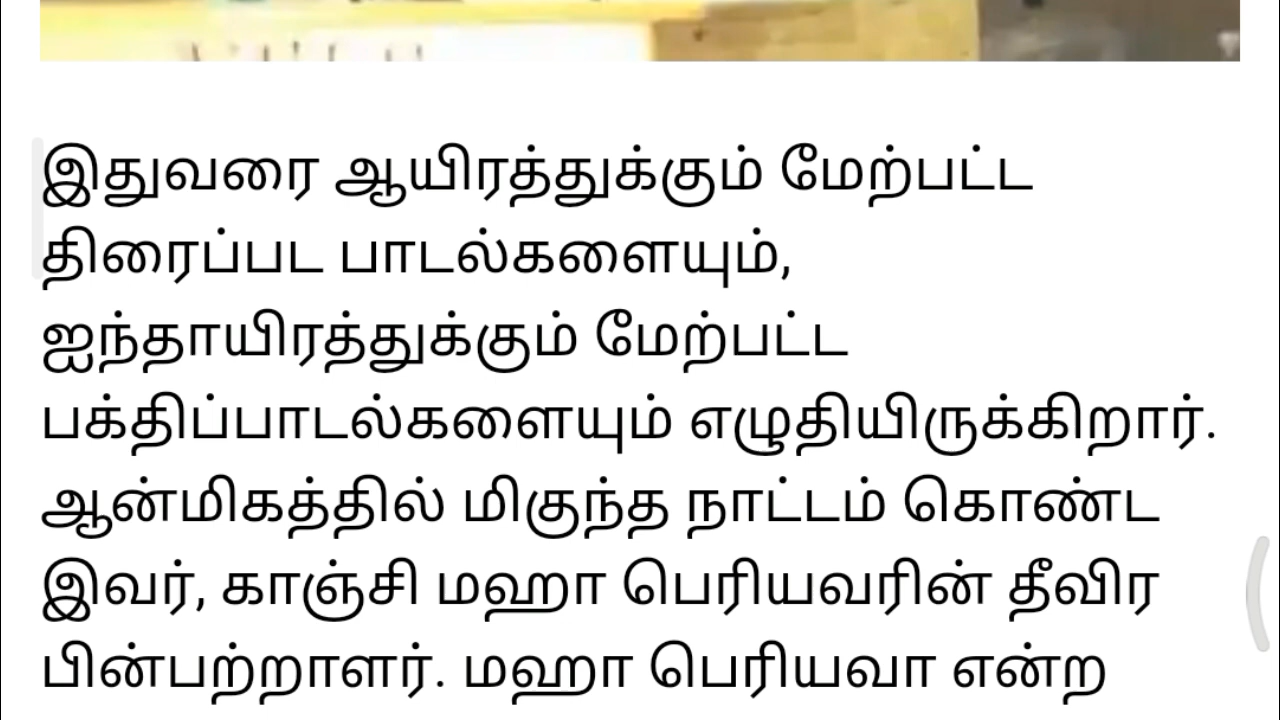 இதுவரை ஆயிரத்துக்கும் மேற்பட்ட
திரைப்பட பாடல்களையும்,
ஐந்தாயிரத்துக்கும் மேற்பட்ட
பக்திப்பாடல்களையும் எழுதியிருக்கிறார்.
ஆன்மிகத்தில் மிகுந்த நாட்டம் கொண்ட
இவர், காஞ்சி மஹா பெரியவரின் தீவிர
பின்பற்றாளர். மஹா பெரியவா என்ற